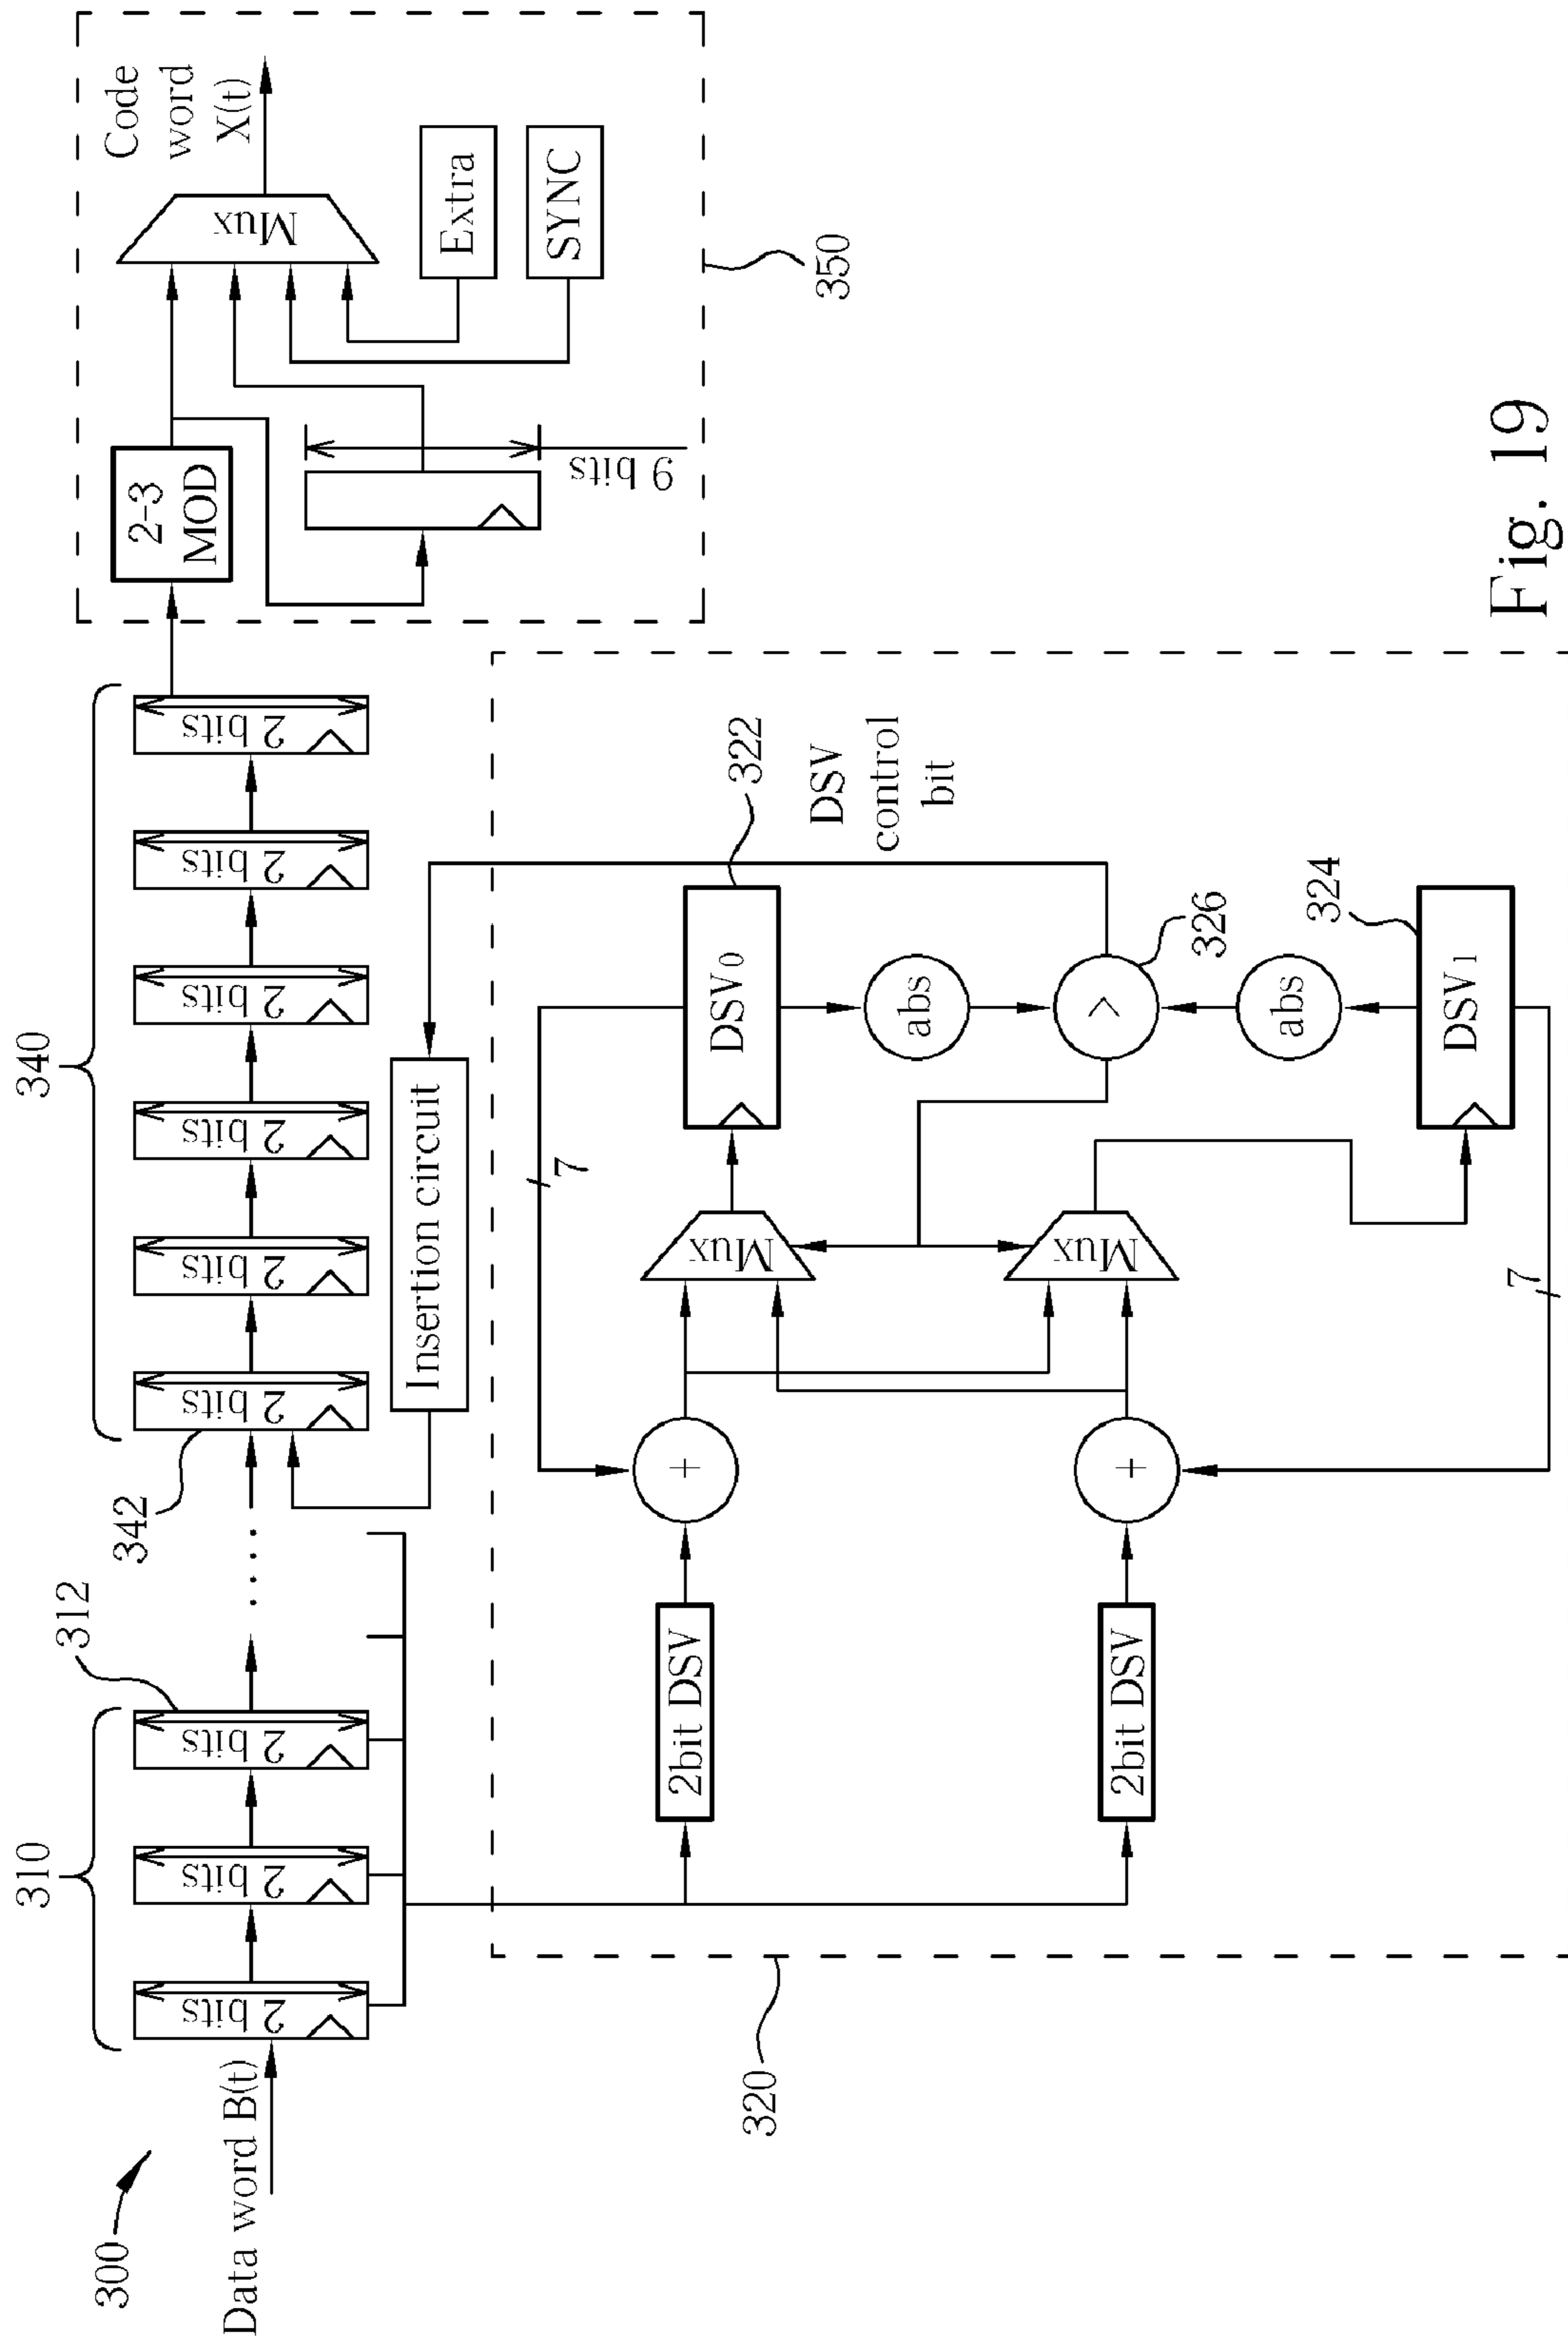 300
Data word B(t)
310
2 bits
2 bits
2 bits
312
342
340
2 bits
2 bits
2 bits
2 bits
2 bits
2 bits
Insertion circuit
2-3
MOD
9 bits
Mux
Code
word
X(t)
Extra
SYNC
350
320
2bit DSV
2bit DSV
+
+
Mux
Mux
7
7
DSV0
322
abs
>
326
abs
DSV1
324
DSV
control
bit
Fig. 19